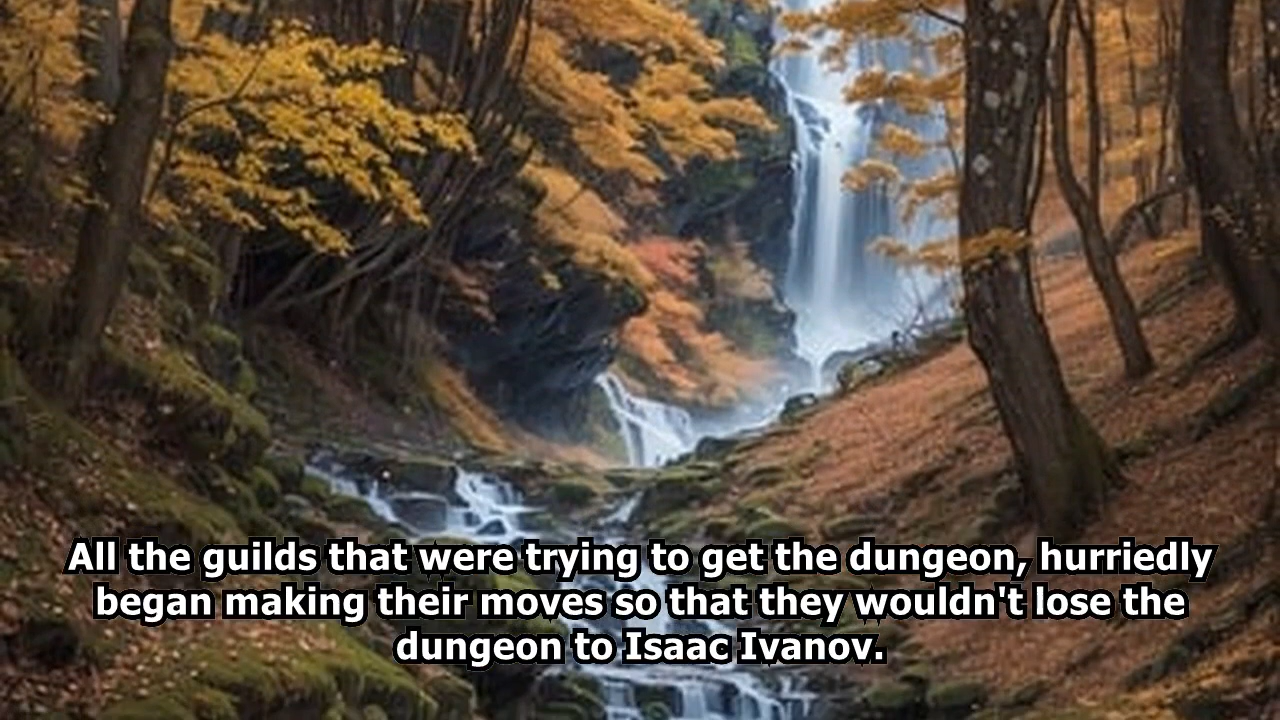 All the guilds that were trying to get the dungeon, hurriedly
began making their moves so that they wouldn't lose the
dungeon to Isaac Ivanov.